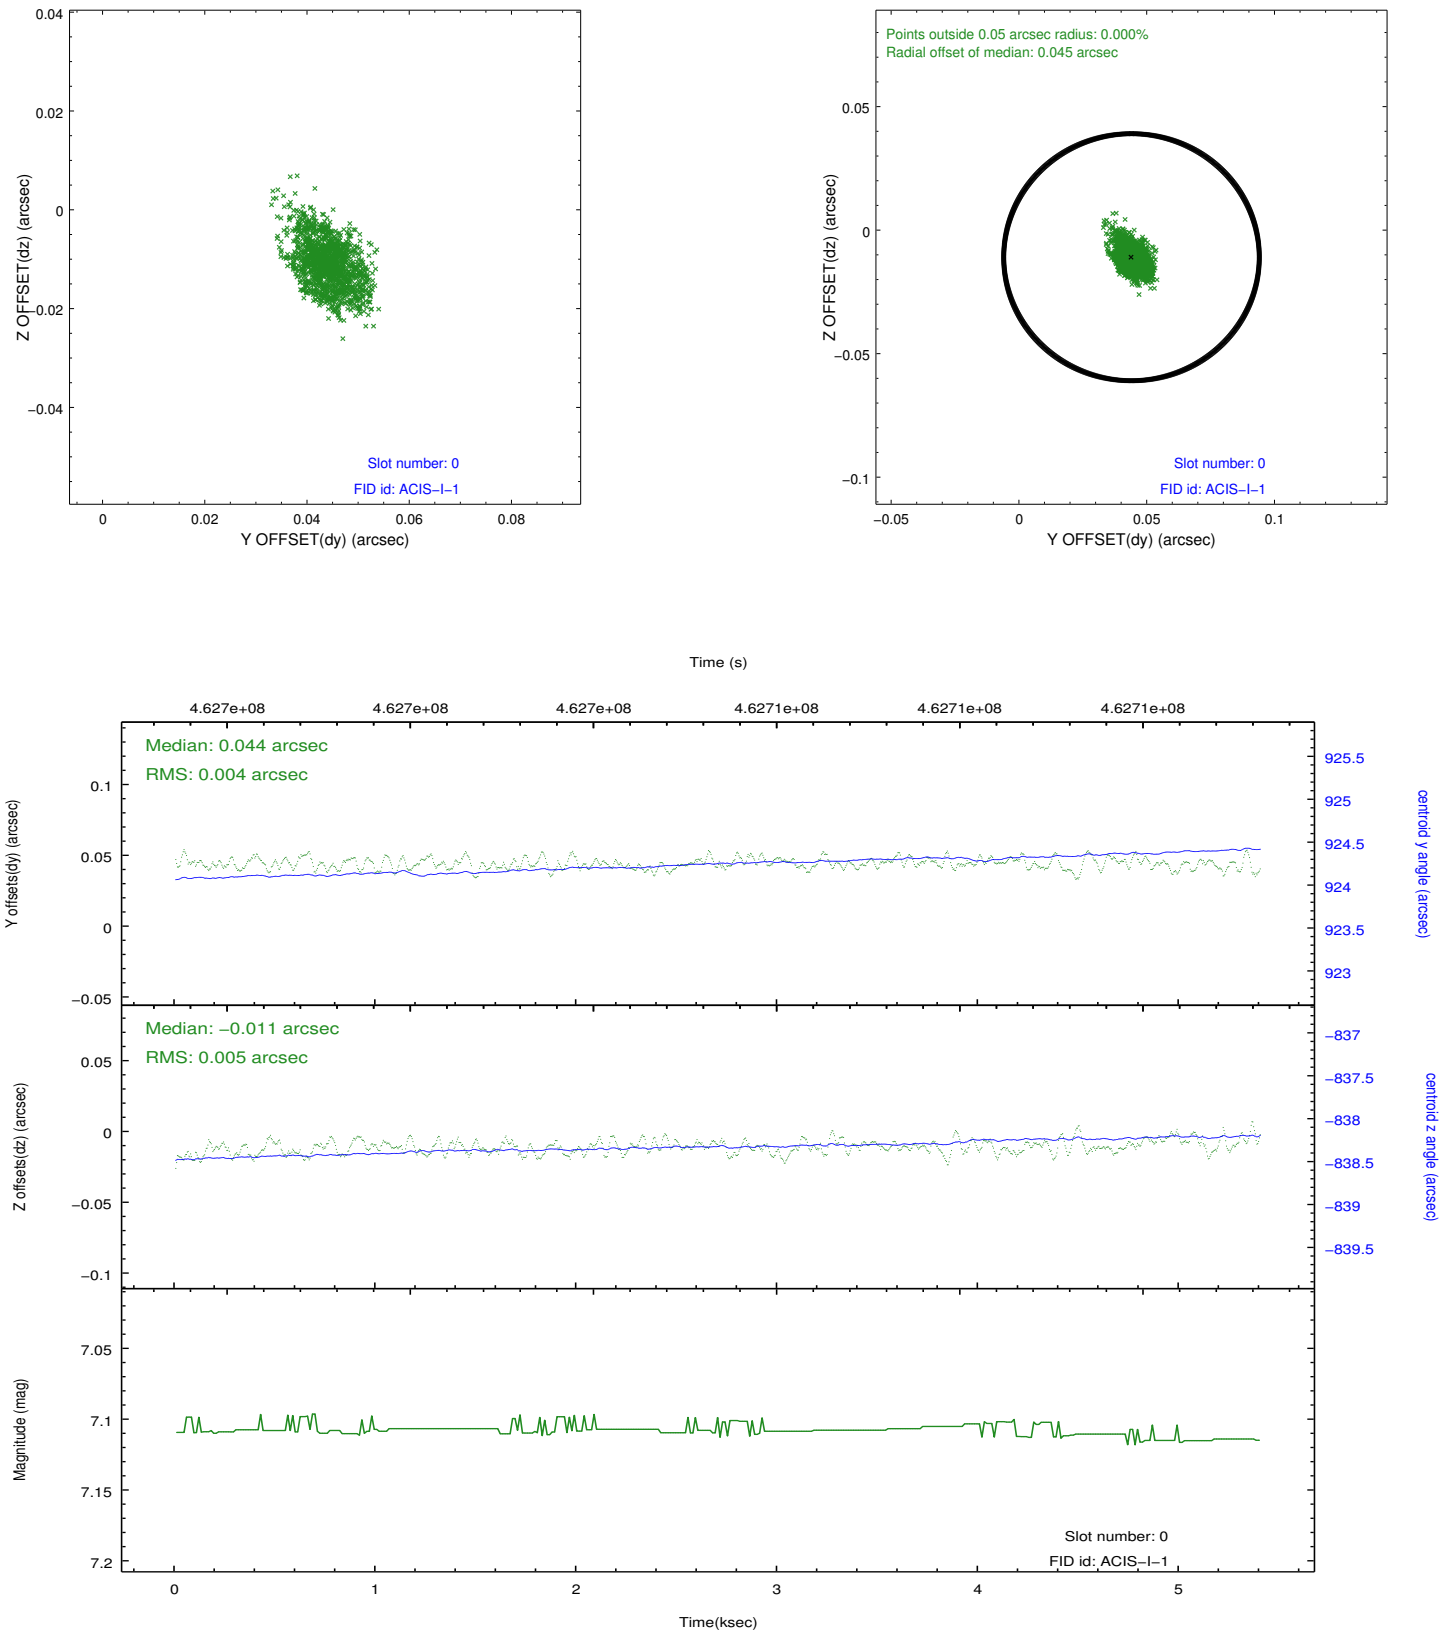 0.04
0.02
0
−0.02
−0.04
Z OFFSET(dz) (arcsec)
Slot number: 0
FID id: ACIS−I−1
0 0.02 0.04 0.06 0.08
Y OFFSET(dy) (arcsec)
Points outside 0.05 arcsec radius: 0.000%
Radial offset of median: 0.045 arcsec
0.05
0
−0.05
−0.1
Z OFFSET(dz) (arcsec)
Slot number: 0
FID id: ACIS−I−1
−0.05 0 0.05 0.1
Y OFFSET(dy) (arcsec)
Time (s)
4.627e+08 4.627e+08 4.627e+08 4.6271e+08 4.6271e+08 4.6271e+08
Median: 0.044 arcsec
RMS: 0.004 arcsec
0.1
0.05
0
−0.05
Y offsets(dy) (arcsec)
925.5
925
924.5
924
923.5
923
centroid y angle (arcsec)
Median: −0.011 arcsec
RMS: 0.005 arcsec
0.05
0
−0.05
−0.1
Z offsets(dz) (arcsec)
−837
−837.5
−838
−838.5
−839
−839.5
centroid z angle (arcsec)
7.05
7.1
7.15
7.2
Magnitude (mag)
Slot number: 0
FID id: ACIS−I−1
0 1 2 3 4 5
Time(ksec)